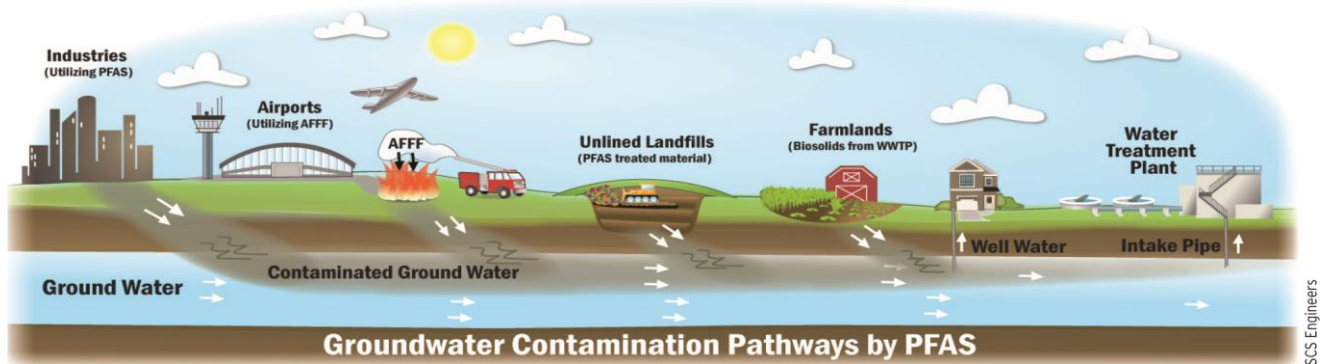 Industries
(Utilizing PFAS)
Airports
(Utilizing AFFF)
AFFF
Unlined Landfills
(PFAS treated material)
Farmlands
(Biosolids from WWTP)
Water
Treatment
Plant
Well Water
Intake Pipe
Contaminated Ground Water
Ground Water
Groundwater Contamination Pathways by PFAS
SCS Engineers